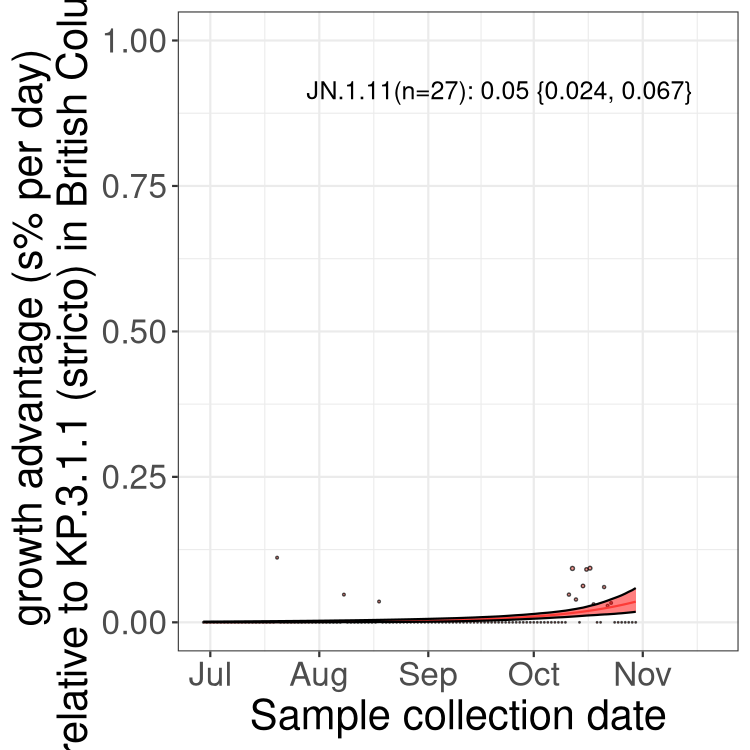 growth advantage (s% per day)
relative to KP.3.1.1 (stricto) in British Colu
1.00
0.75
0.50
0.25
0.00
JN.1.11(n=27): 0.05 {0.024, 0.067}
Jul Aug Sep Oct Nov
Sample collection date